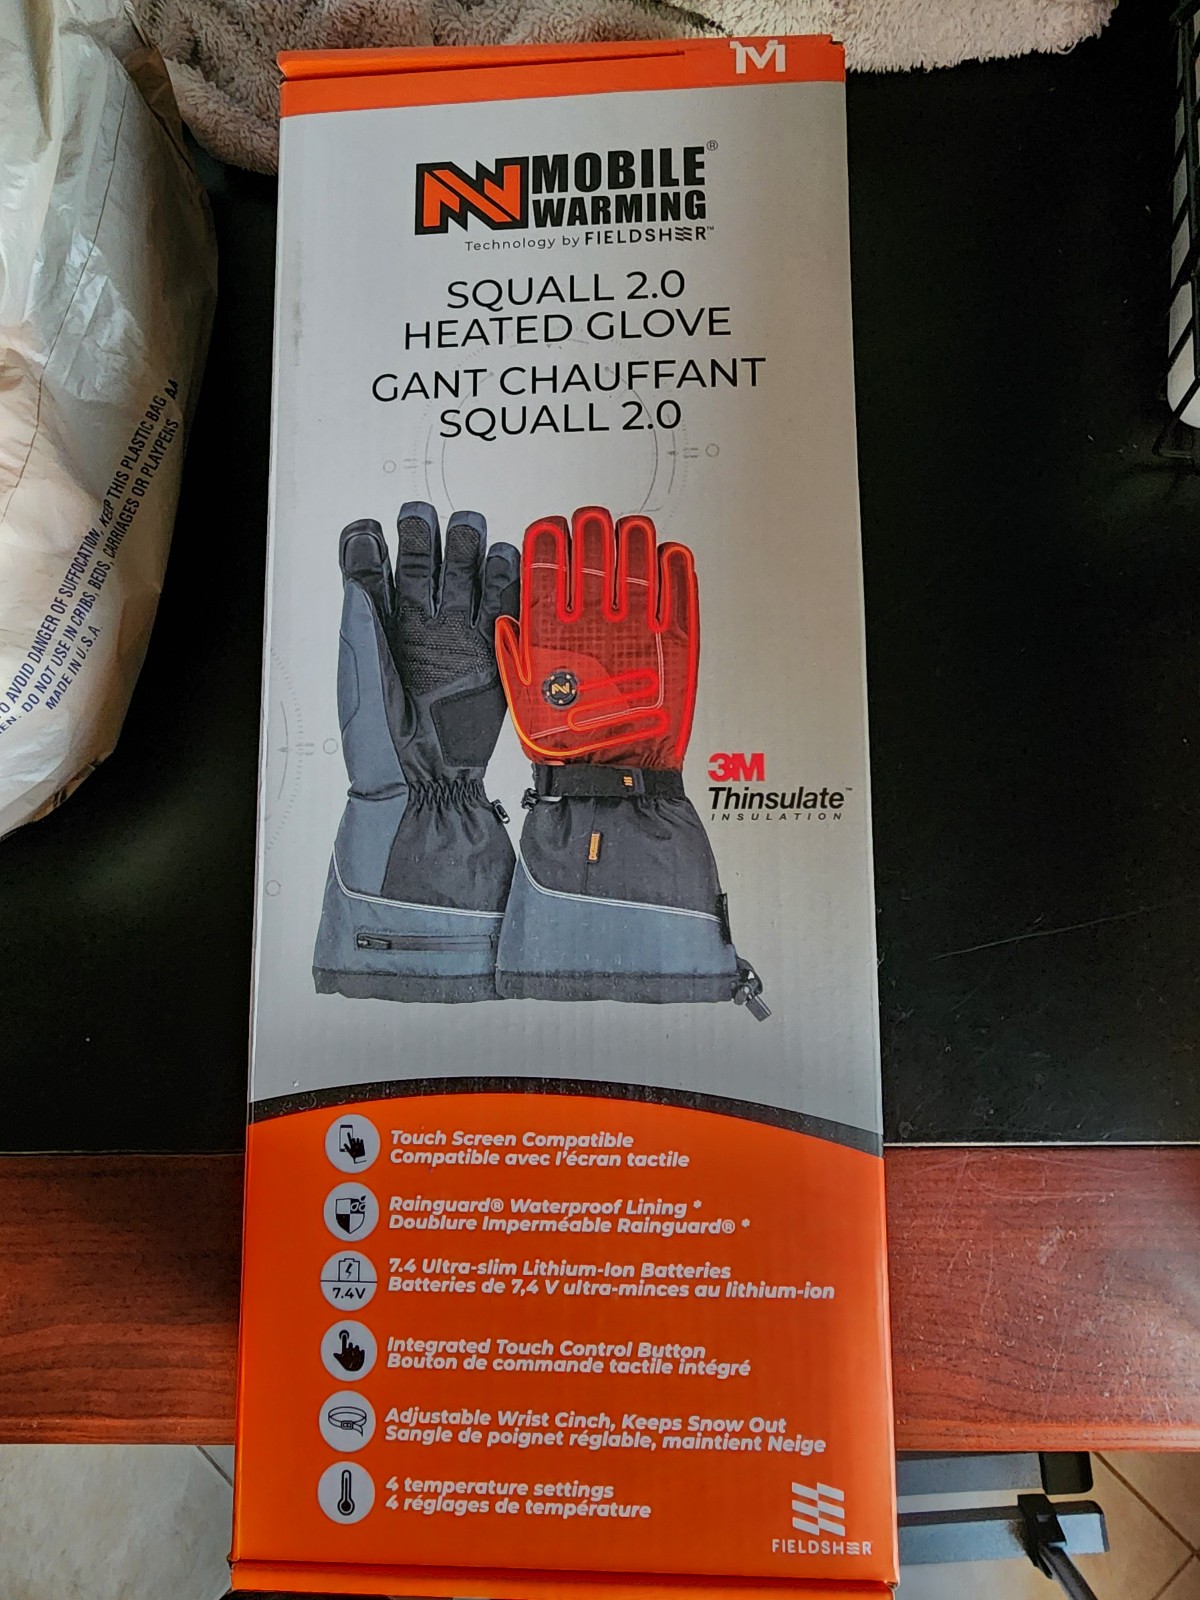 1M
MOBILE®
WARMING
Technology by FIELDSHEER™
SQUALL 2.0
HEATED GLOVE
GANT CHAUFFANT
SQUALL 2.0
3M
Thinsulate™
INSULATION
Touch Screen Compatible
Compatible avec l'écran tactile
Rainguard® Waterproof Lining *
Doublure Imperméable Rainguard® *
7.4 Ultra-slim Lithium-Ion Batteries
Batteries de 7,4 V ultra-minces au lithium-ion
7.4V
Integrated Touch Control Button
Bouton de commande tactile intégré
Adjustable Wrist Cinch, Keeps Snow Out
Sangle de poignet réglable, maintient Neige
4 temperature settings
4 réglages de température
FIELDSHEER
O AVOID DANGER OF SUFFOCATION, KEEP THIS PLASTIC BAG
DO NOT USE IN CRIBS, BEDS, CARRIAGES OR PLAYPENS
MADE IN U.S.A